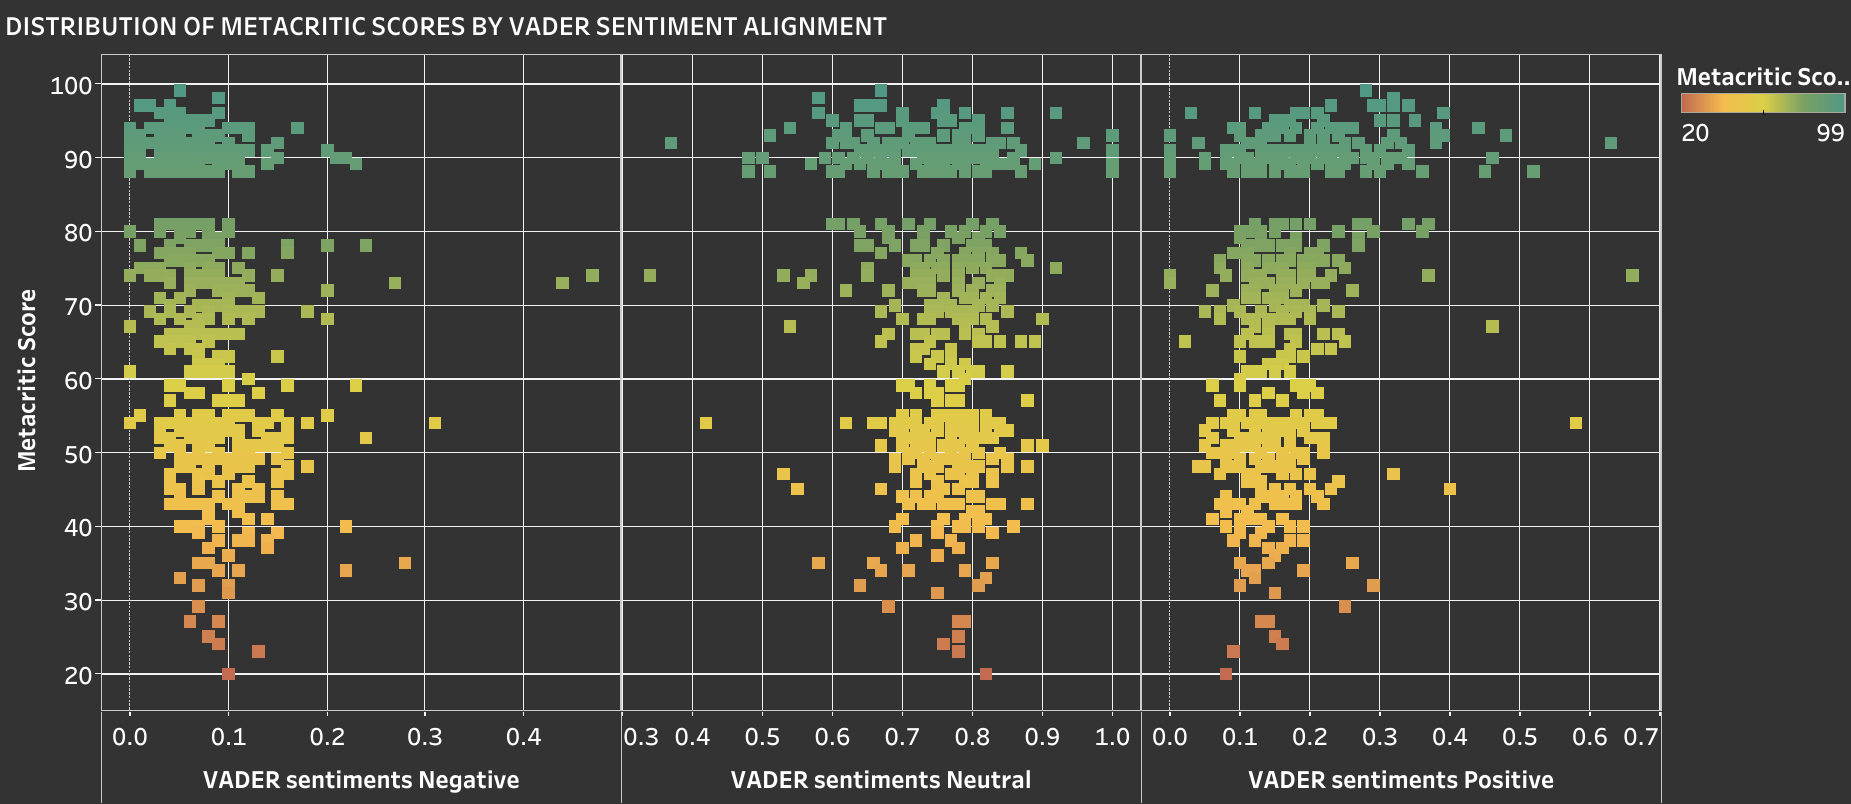 DISTRIBUTION OF METACRITIC SCORES BY VADER SENTIMENT ALIGNMENT
Metacritic Sco..
20 99
Metacritic Score
100
90
80
70
60
50
40
30
20
0.0 0.1 0.2 0.3 0.4 0.3 0.4 0.5 0.6 0.7 0.8 0.9 1.0 0.0 0.1 0.2 0.3 0.4 0.5 0.6 0.7
VADER sentiments Negative VADER sentiments Neutral VADER sentiments Positive